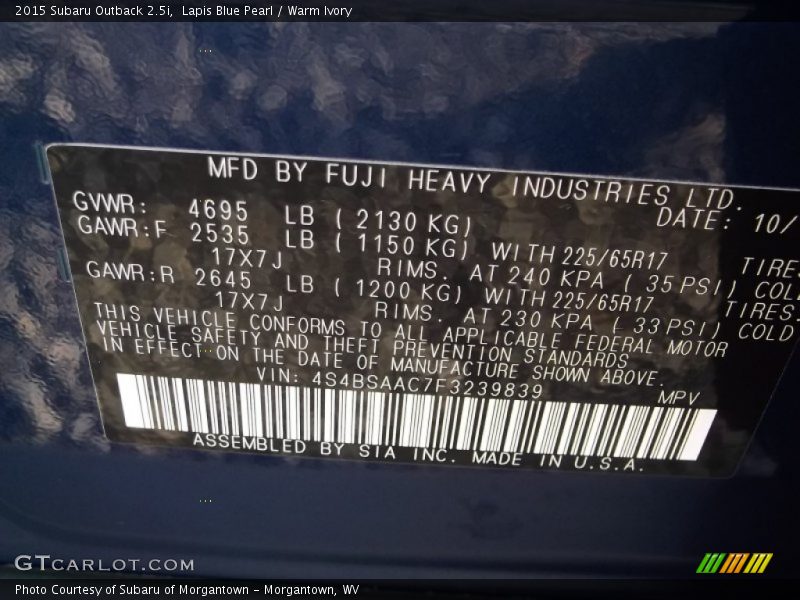 2015 Subaru Outback 2.5i, Lapis Blue Pearl / Warm Ivory
MFD BY FUJI HEAVY INDUSTRIES LTD.
GVWR: 4695 LB ( 2130 KG) DATE: 10/
GAWR:F 2535 LB ( 1150 KG) WITH 225/65R17 TIRES
17X7J RIMS. AT 240 KPA ( 35 PSI) COLD
GAWR:R 2645 LB ( 1200 KG) WITH 225/65R17 TIRES
17X7J RIMS. AT 230 KPA ( 33 PSI) COLD
THIS VEHICLE CONFORMS TO ALL APPLICABLE FEDERAL MOTOR
VEHICLE SAFETY AND THEFT PREVENTION STANDARDS
IN EFFECT ON THE DATE OF MANUFACTURE SHOWN ABOVE.
VIN: 4S4BSAAC7F3239839 MPV
ASSEMBLED BY SIA INC. MADE IN U.S.A.
GTCARLOT.COM
Photo Courtesy of Subaru of Morgantown - Morgantown, WV